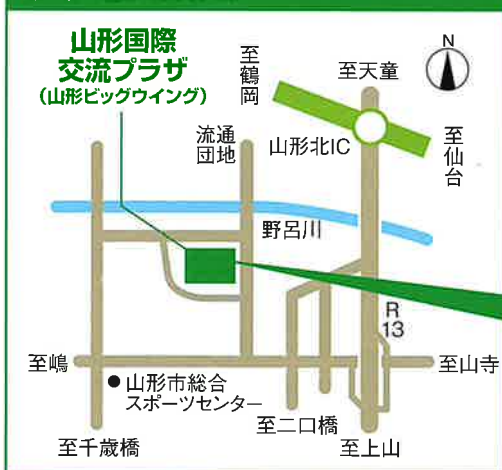 山形国際
交流プラザ
(山形ビッグウイング)
至鶴岡
至天童
N
流通
団地
山形北IC
至仙台
野呂川
R
13
至嶋
至山寺
●山形市総合
スポーツセンター
至二口橋
至千歳橋
至上山